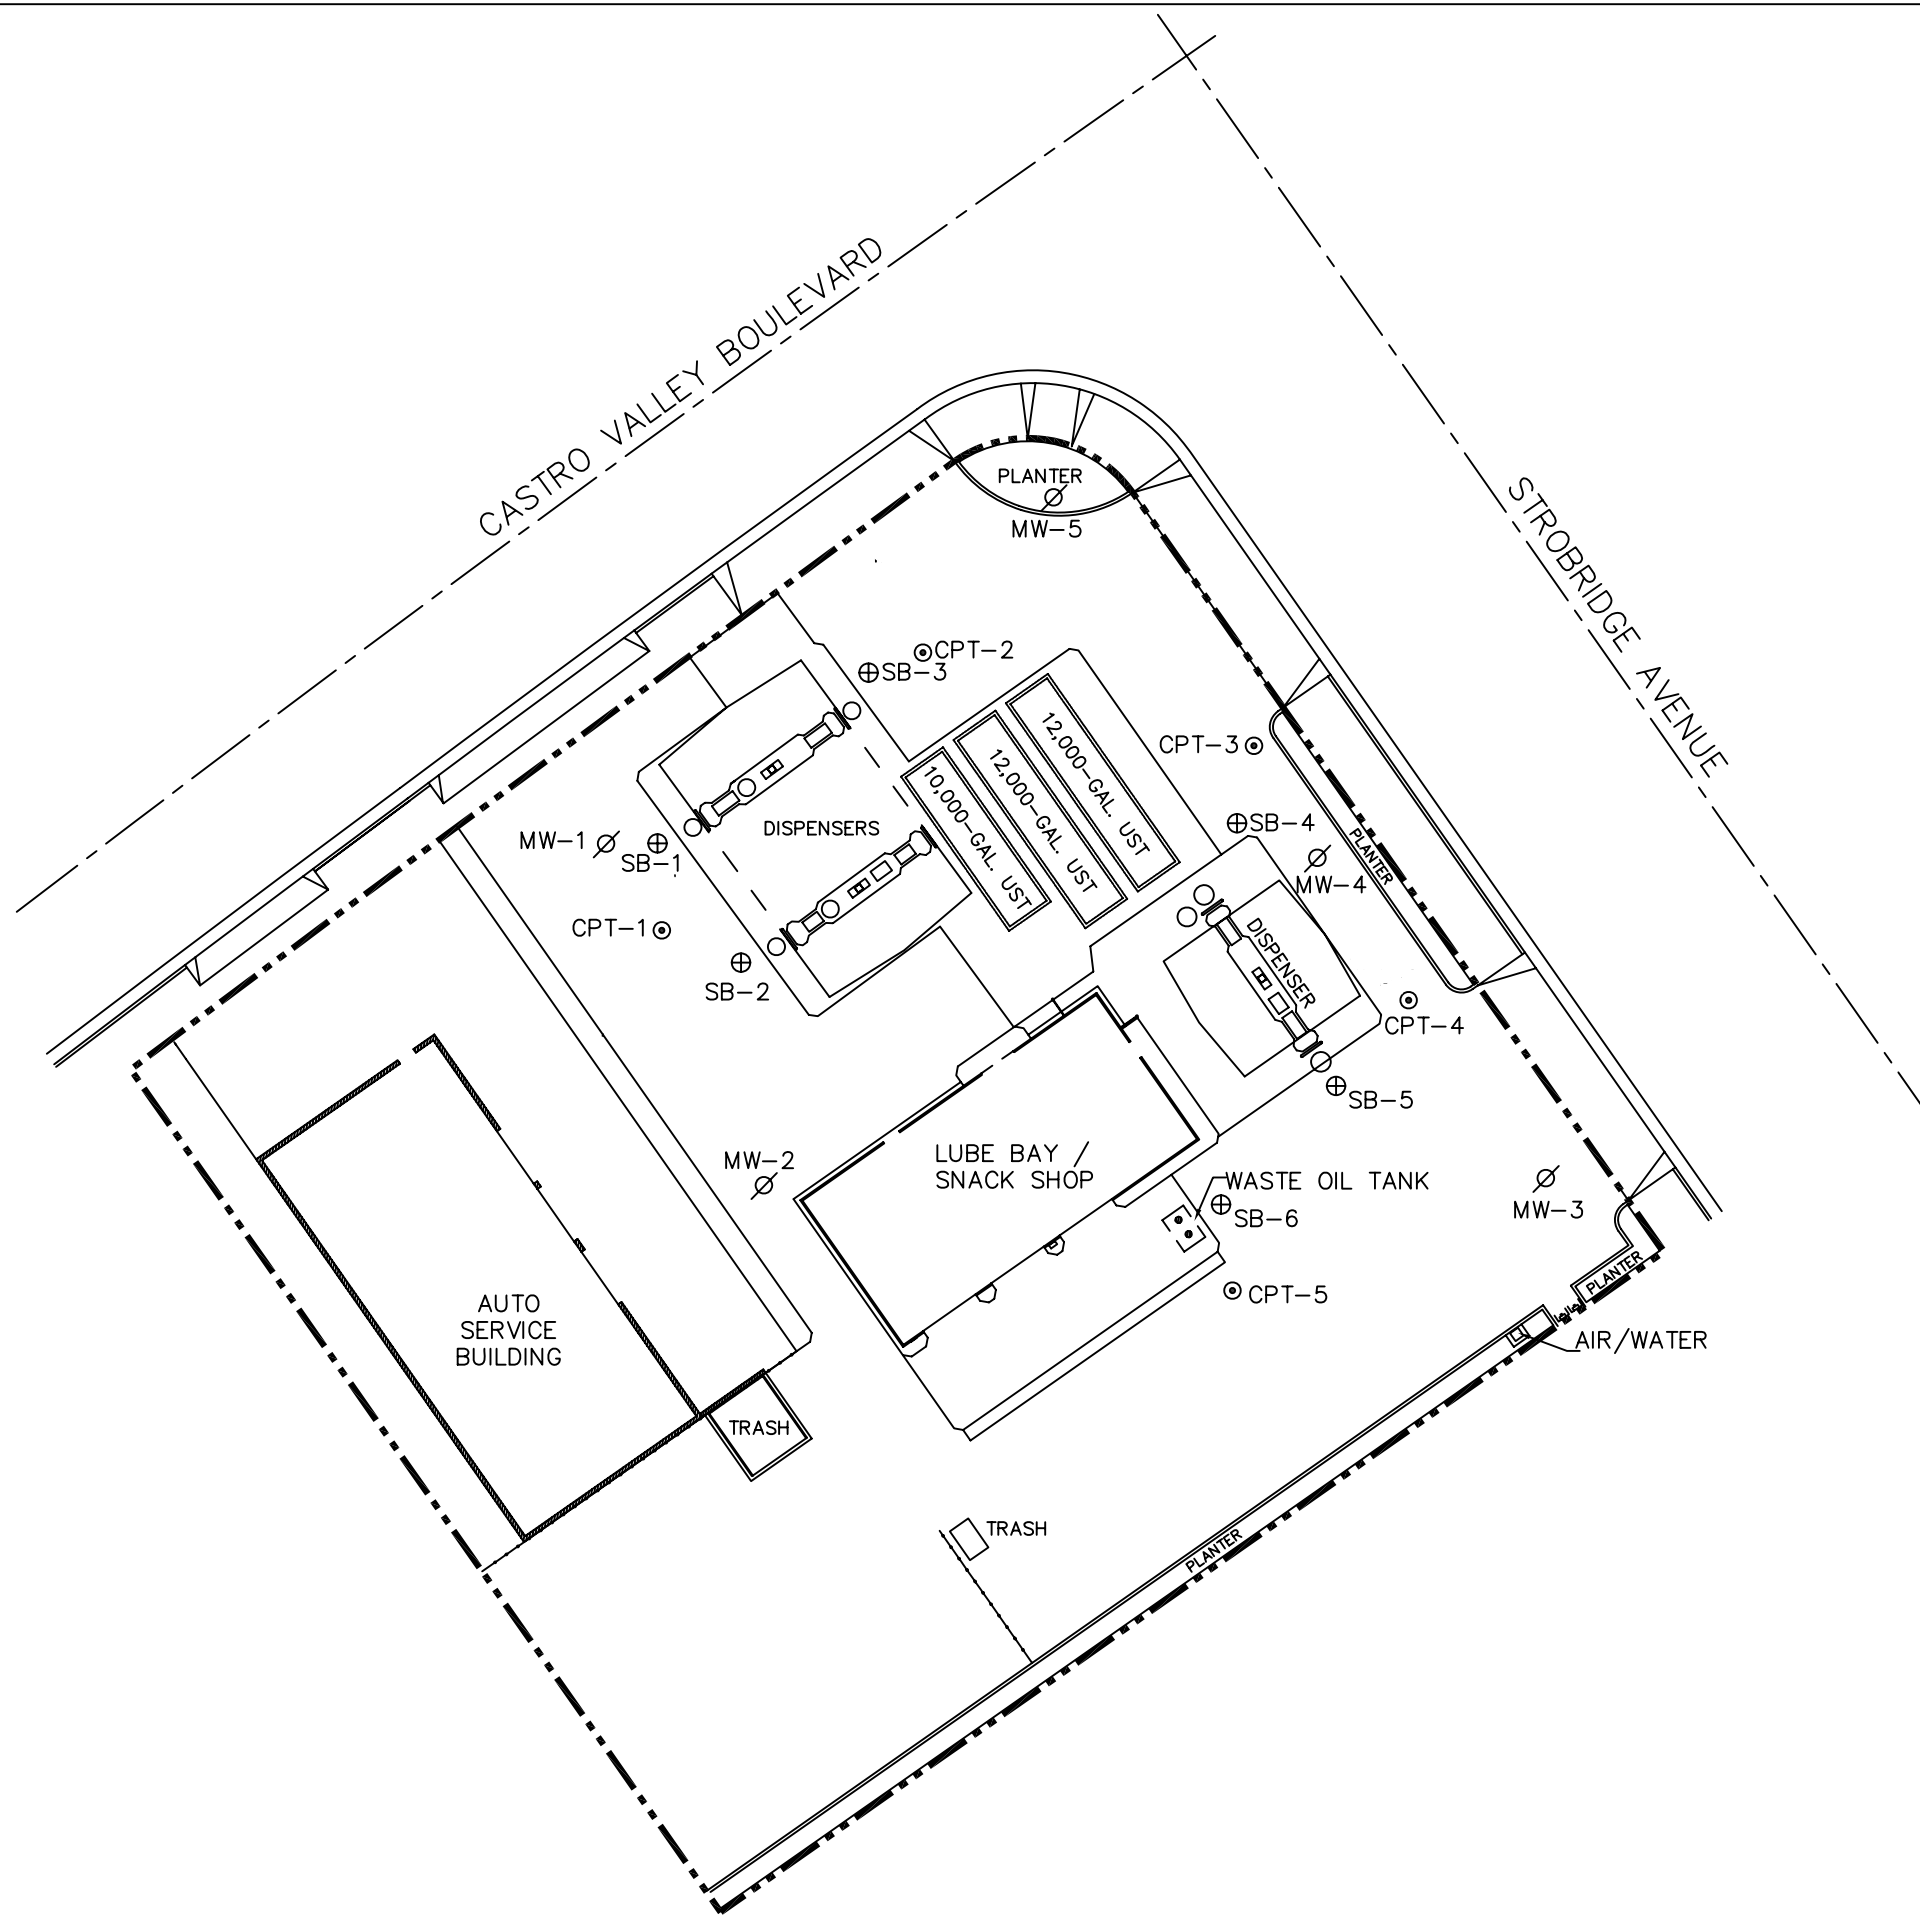 CASTRO VALLEY BOULEVARD
STROBRIDGE AVENUE
PLANTER
MW-5
CPT-2
SB-3
12,000-GAL. UST
12,000-GAL. UST
10,000-GAL. UST
CPT-3
SB-4
MW-4
PLANTER
DISPENSERS
MW-1
SB-1
CPT-1
SB-2
DISPENSER
CPT-4
SB-5
LUBE BAY /
SNACK SHOP
MW-2
WASTE OIL TANK
SB-6
MW-3
CPT-5
PLANTER
AIR/WATER
AUTO
SERVICE
BUILDING
TRASH
TRASH
PLANTER